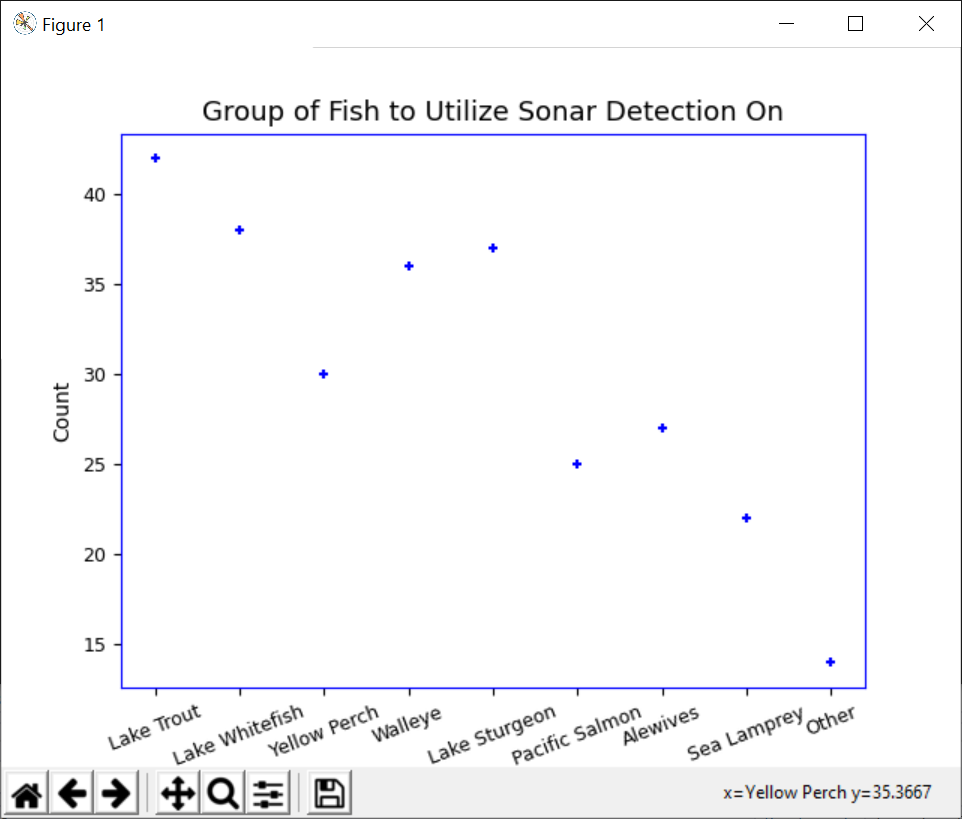 Figure 1
Group of Fish to Utilize Sonar Detection On
Count
40
35
30
25
20
15
Lake Trout
Lake Whitefish
Yellow Perch
Walleye
Lake Sturgeon
Pacific Salmon
Alewives
Sea Lamprey
Other
x=Yellow Perch y=35.3667